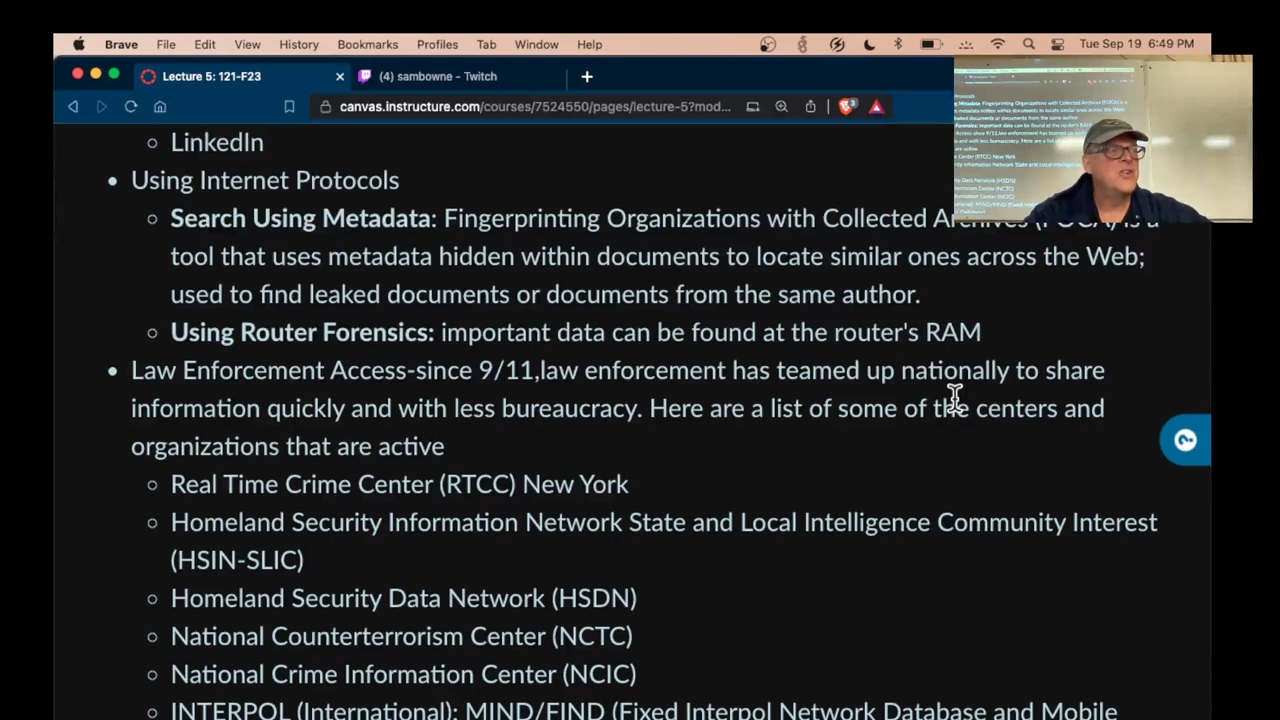 Brave File Edit View History Bookmarks Profiles Tab Window Help Tue Sep 19 6:49 PM
Lecture 5: 121-F23 (4) sambowne - Twitch
canvas.instructure.com/courses/7524550/pages/lecture-5?mod...
LinkedIn
Using Internet Protocols
Search Using Metadata: Fingerprinting Organizations with Collected Archives (FOCA) is a
tool that uses metadata hidden within documents to locate similar ones across the Web;
used to find leaked documents or documents from the same author.
Using Router Forensics: important data can be found at the router's RAM
Law Enforcement Access-since 9/11,law enforcement has teamed up nationally to share
information quickly and with less bureaucracy. Here are a list of some of the centers and
organizations that are active
Real Time Crime Center (RTCC) New York
Homeland Security Information Network State and Local Intelligence Community Interest
(HSIN-SLIC)
Homeland Security Data Network (HSDN)
National Counterterrorism Center (NCTC)
National Crime Information Center (NCIC)
INTERPOL (International): MIND/FIND (Fixed Interpol Network Database and Mobile